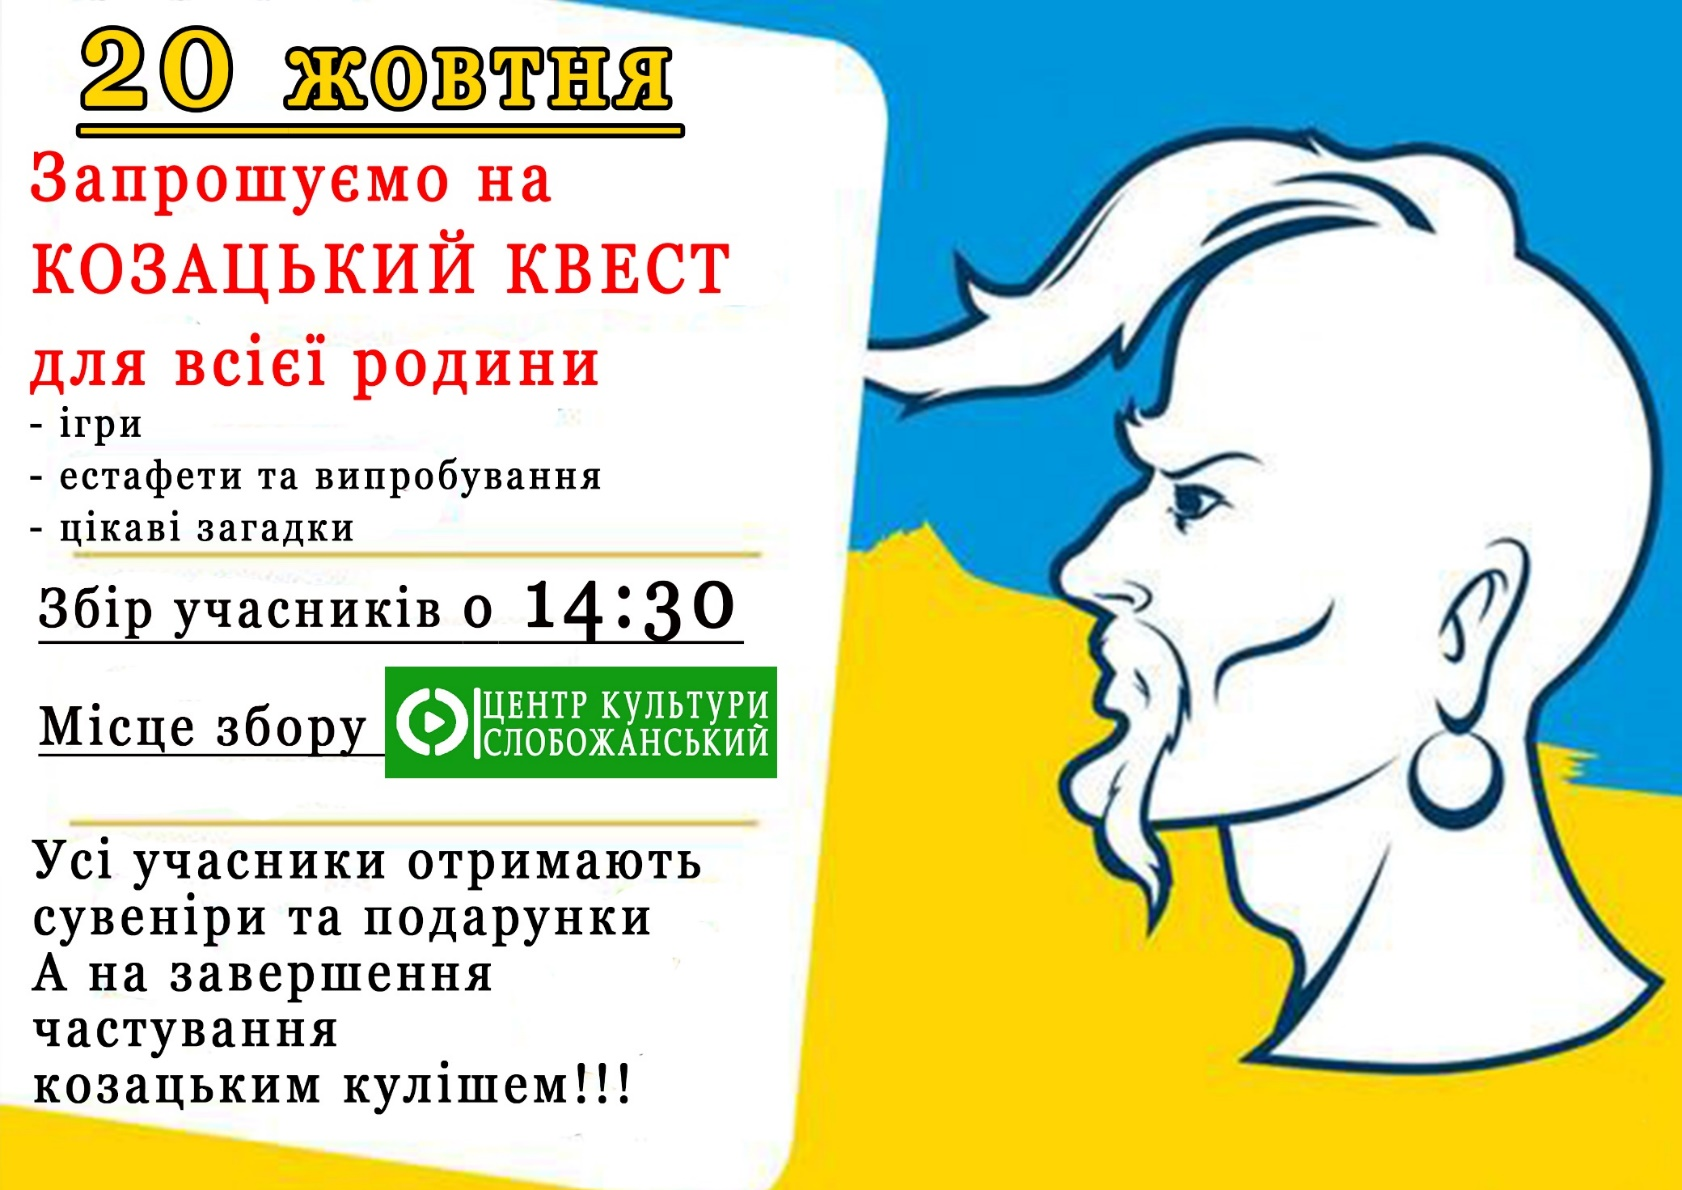 20 жовтня
Запрошуємо на
КОЗАЦЬКИЙ КВЕСТ
для всієї родини
- ігри
- естафети та випробування
- цікаві загадки
Збір учасників о 14:30
Місце збору ЦЕНТР КУЛЬТУРИ
СЛОБОЖАНСЬКИЙ
Усі учасники отримають
сувеніри та подарунки
А на завершення
частування
козацьким кулішем!!!